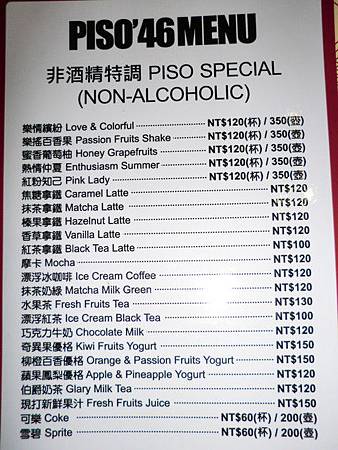 PISO'46 MENU
非酒精特調 PISO SPECIAL
(NON-ALCOHOLIC)
樂情繽紛 Love & Colorful NT$120(杯) / 350(壺)
樂搖百香果 Passion Fruits Shake NT$120(杯) / 350(壺)
蜜香葡萄柚 Honey Grapefruits NT$120(杯) / 350(壺)
熱情仲夏 Enthusiasm Summer NT$120(杯) / 350(壺)
紅粉知己 Pink Lady NT$120(杯) / 350(壺)
焦糖拿鐵 Caramel Latte NT$120
抹茶拿鐵 Matcha Latte NT$120
榛果拿鐵 Hazelnut Latte NT$120
香草拿鐵 Vanilla Latte NT$120
紅茶拿鐵 Black Tea Latte NT$100
摩卡 Mocha NT$120
漂浮冰咖啡 Ice Cream Coffee NT$120
抹茶奶綠 Matcha Milk Green NT$120
水果茶 Fresh Fruits Tea NT$130
漂浮紅茶 Ice Cream Black Tea NT$100
巧克力牛奶 Chocolate Milk NT$120
奇異果優格 Kiwi Fruits Yogurt NT$150
柳橙百香優格 Orange & Passion Fruits Yogurt NT$150
蘋果鳳梨優格 Apple & Pineapple Yogurt NT$150
伯爵奶茶 Glary Milk Tea NT$120
現打新鮮果汁 Fresh Fruits Juice NT$150
可樂 Coke NT$60(杯) / 200(壺)
雪碧 Sprite NT$60(杯) / 200(壺)